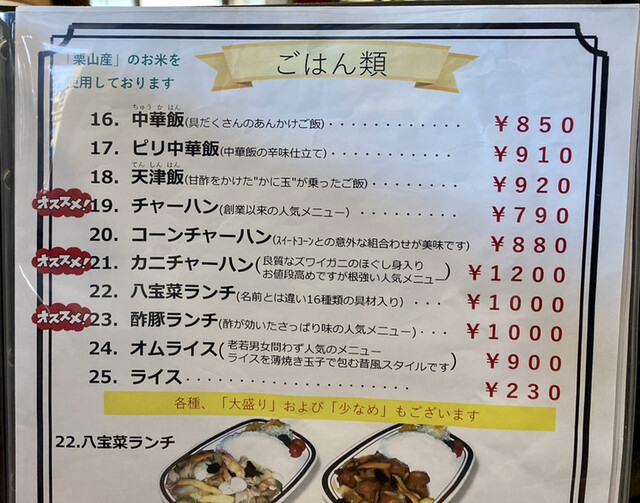 「栗山産」のお米を
使用しております
ごはん類
ちゅうかはん
16. 中華飯(具だくさんのあんかけご飯)・・・・・・・・・・・・ ￥850
17. ピリ中華飯(中華飯の辛味仕立て)・・・・・・・・・・・ ￥910
てんしんはん
18. 天津飯(甘酢をかけた"かに玉"が乗ったご飯)・・・・・・・・・ ￥920
オススメ! 19. チャーハン(創業以来の人気メニュー)・・・・・・・・・・ ￥790
20. コーンチャーハン(ｽｲｰﾄｺｰﾝとの意外な組合わせが美味です) ￥880
オススメ! 21. カニチャーハン(良質なズワイガニのほぐし身入り
お値段高めですが根強い人気メニュー) ￥1200
22. 八宝菜ランチ(名前とは違い16種類の具材入り)・・・ ￥1000
オススメ! 23. 酢豚ランチ(酢が効いたさっぱり味の人気メニュー)・・・ ￥1000
24. オムライス(老若男女問わず人気のメニュー
ライスを薄焼き玉子で包む昔風スタイルです) ￥900
25. ライス・・・・・・・・・・・・・・・・・・・・・・ ￥230
各種、「大盛り」および「少なめ」もございます
22.八宝菜ランチ